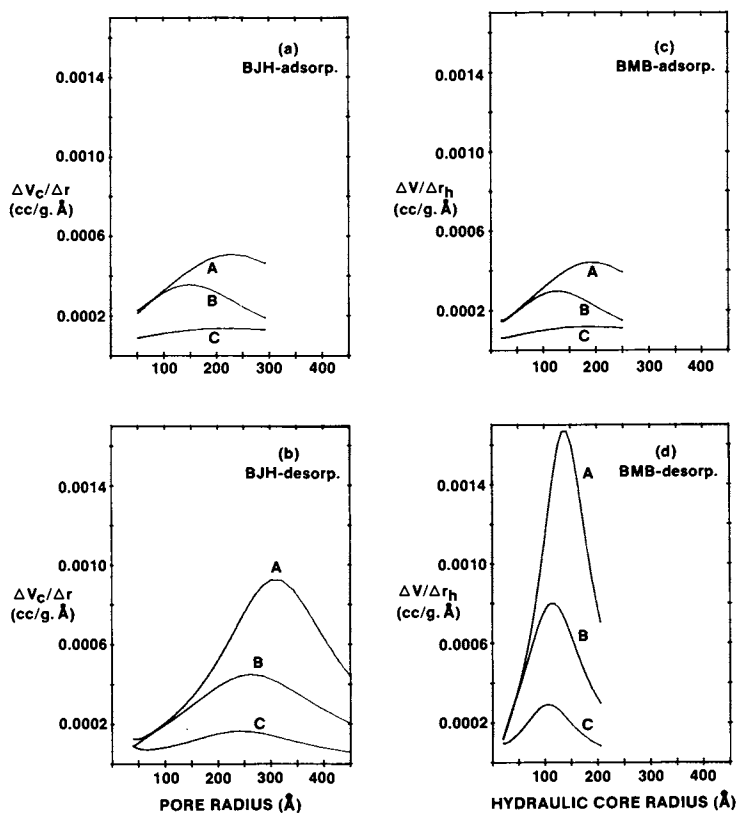 (a)
BJH-adsorp.
0.0014
0.0010
ΔVc/Δr
(cc/g. Å)
0.0006
0.0002
A
B
C
100 200 300 400
(c)
BMB-adsorp.
0.0014
0.0010
ΔV/Δrh
(cc/g. Å)
0.0006
0.0002
A
B
C
100 200 300 400
(b)
BJH-desorp.
0.0014
0.0010
ΔVc/Δr
(cc/g. Å)
0.0006
0.0002
A
B
C
100 200 300 400
PORE RADIUS (Å)
(d)
BMB-desorp.
0.0014
0.0010
ΔV/Δrh
(cc/g. Å)
0.0006
0.0002
A
B
C
100 200 300 400
HYDRAULIC CORE RADIUS (Å)